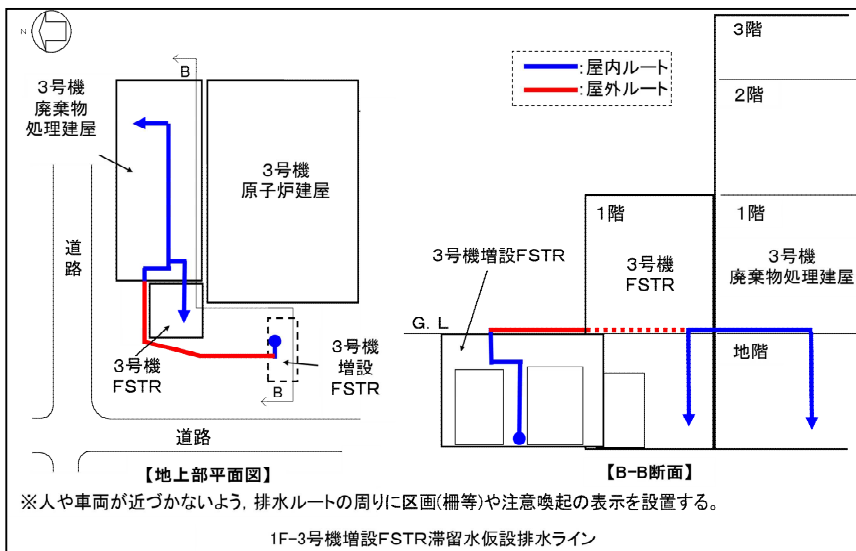 N
B
3号機
廃棄物
処理建屋
3号機
原子炉建屋
道
路
3号機
FSTR
3号機
増設
FSTR
B
道路
【地上部平面図】
:屋内ルート
:屋外ルート
3階
2階
1階
1階
3号機増設FSTR
3号機
FSTR
3号機
廃棄物処理建屋
G. L
地階
【B-B断面】
※人や車両が近づかないよう, 排水ルートの周りに区画(柵等)や注意喚起の表示を設置する。
1F-3号機増設FSTR滞留水仮設排水ライン